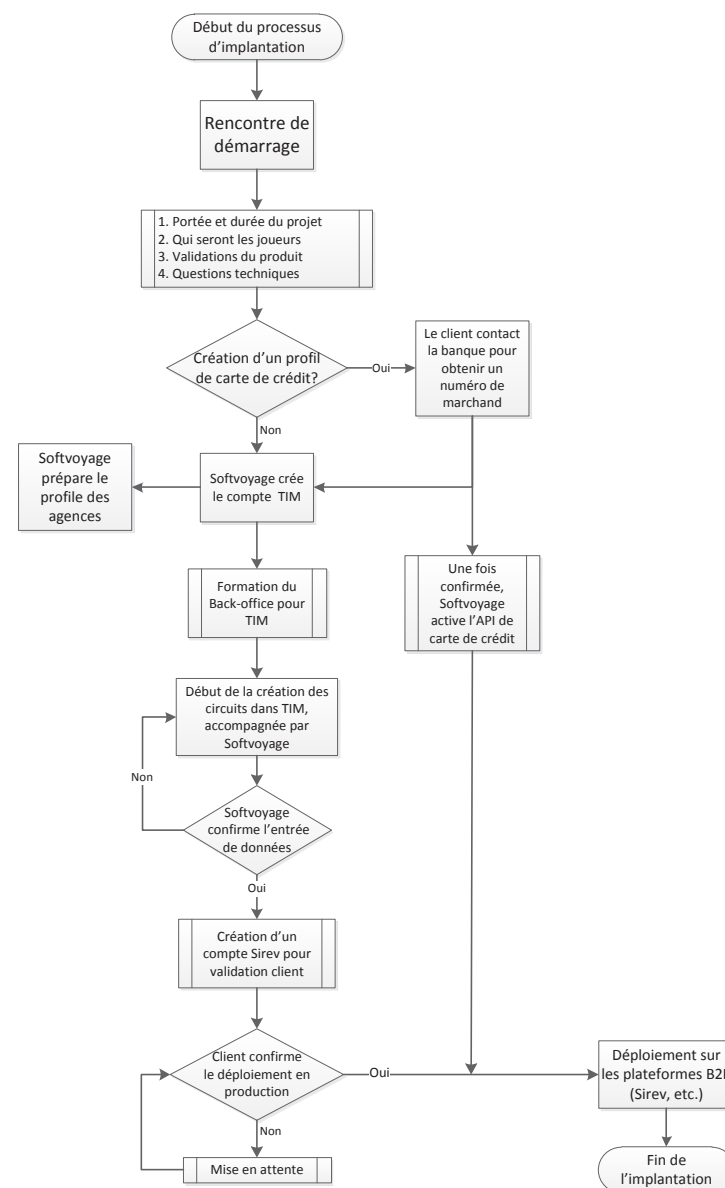 Début du processus
d’implantation
Rencontre de
démarrage
1. Portée et durée du projet
2. Qui seront les joueurs
3. Validations du produit
4. Questions techniques
Création d’un profil
de carte de crédit?
Oui
Le client contact
la banque pour
obtenir un
numéro de
marchand
Non
Softvoyage
prépare le
profile des
agences
Softvoyage crée
le compte TIM
Formation du
Back-office pour
TIM
Une fois
confirmée,
Softvoyage
active l’API de
carte de crédit
Début de la création des
circuits dans TIM,
accompagnée par
Softvoyage
Non
Softvoyage
confirme l’entrée
de données
Oui
Création d’un
compte Sirev pour
validation client
Client confirme
le déploiement en
production
Oui
Déploiement sur
les plateformes
(Sirev, etc.)
Non
Mise en attente
Fin de
l’implantation